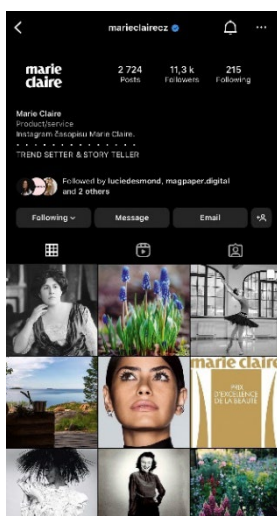 marieclairecz
marie
claire
2 724 11,3 k 215
Posts Followers Following
Marie Claire
Product/service
Instagram časopisu Marie Claire.
TREND SETTER & STORY TELLER
Followed by luciedesmond, magpaper.digital
and 2 others
Following Message Email
marie claire
PRIX
D'EXCELLENCE
DE LA BEAUTÉ